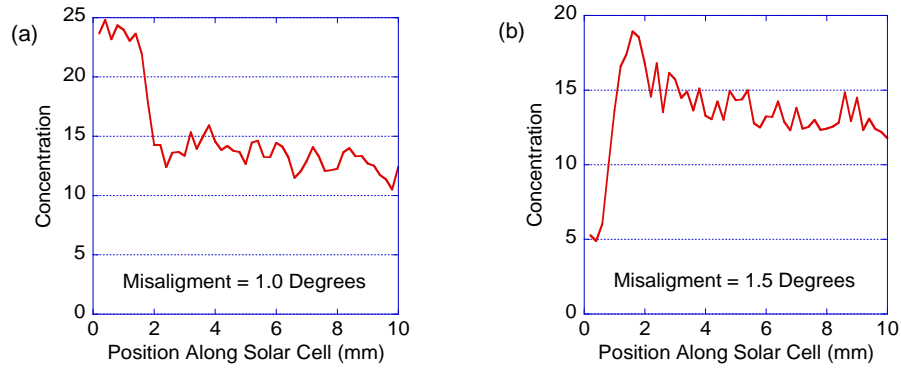 (a)
25
20
15
10
5
0
Concentration
Misaligment = 1.0 Degrees
0 2 4 6 8 10
Position Along Solar Cell (mm)
(b)
20
15
10
5
0
Concentration
Misaligment = 1.5 Degrees
0 2 4 6 8 10
Position Along Solar Cell (mm)